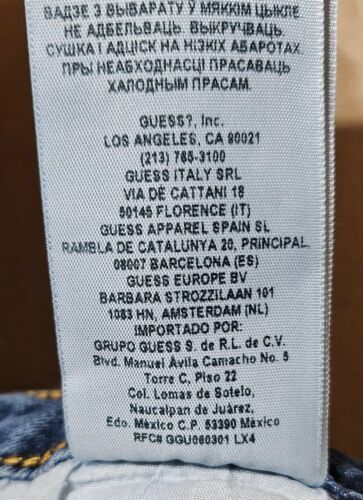 ВАДЗЕ З ВЫВАРАТУ Ў МЯККІМ ЦЫКЛЕ
НЕ АДБЕЛЬВАЦЬ. ВЫКРУЧВАЦЬ.
СУШКА І АДЦІСК НА НІЗКІХ АБАРОТАХ.
ПРЫ НЕАБХОДНАСЦІ ПРАСАВАЦЬ
ХАЛОДНЫМ ПРАСАМ.
GUESS?, Inc.
LOS ANGELES, CA 90021
(213) 765-3100
GUESS ITALY SRL
VIA DE CATTANI 18
50145 FLORENCE (IT)
GUESS APPAREL SPAIN SL
RAMBLA DE CATALUNYA 20, PRINCIPAL,
08007 BARCELONA (ES)
GUESS EUROPE BV
BARBARA STROZZILAAN 101
1083 HN, AMSTERDAM (NL)
IMPORTADO POR:
GRUPO GUESS S. de R.L. de C.V.
Blvd. Manuel Ávila Camacho No. 5
Torre C. Piso 22
Col. Lomas de Sotelo,
Naucalpan de Juárez,
Edo. México C.P. 53390 México
RFC# GGU060301 LX4